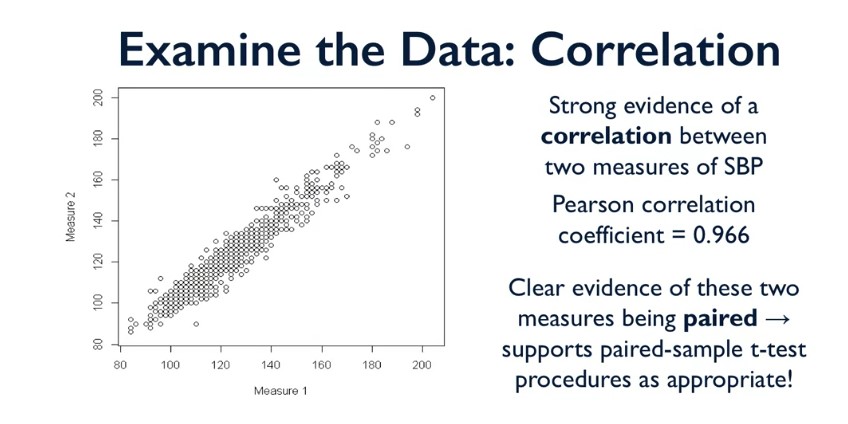 Examine the Data: Correlation
200
180
160
140
120
100
80
Measure 2
80 100 120 140 160 180 200
Measure 1
Strong evidence of a
correlation between
two measures of SBP
Pearson correlation
coefficient = 0.966
Clear evidence of these two
measures being paired →
supports paired-sample t-test
procedures as appropriate!